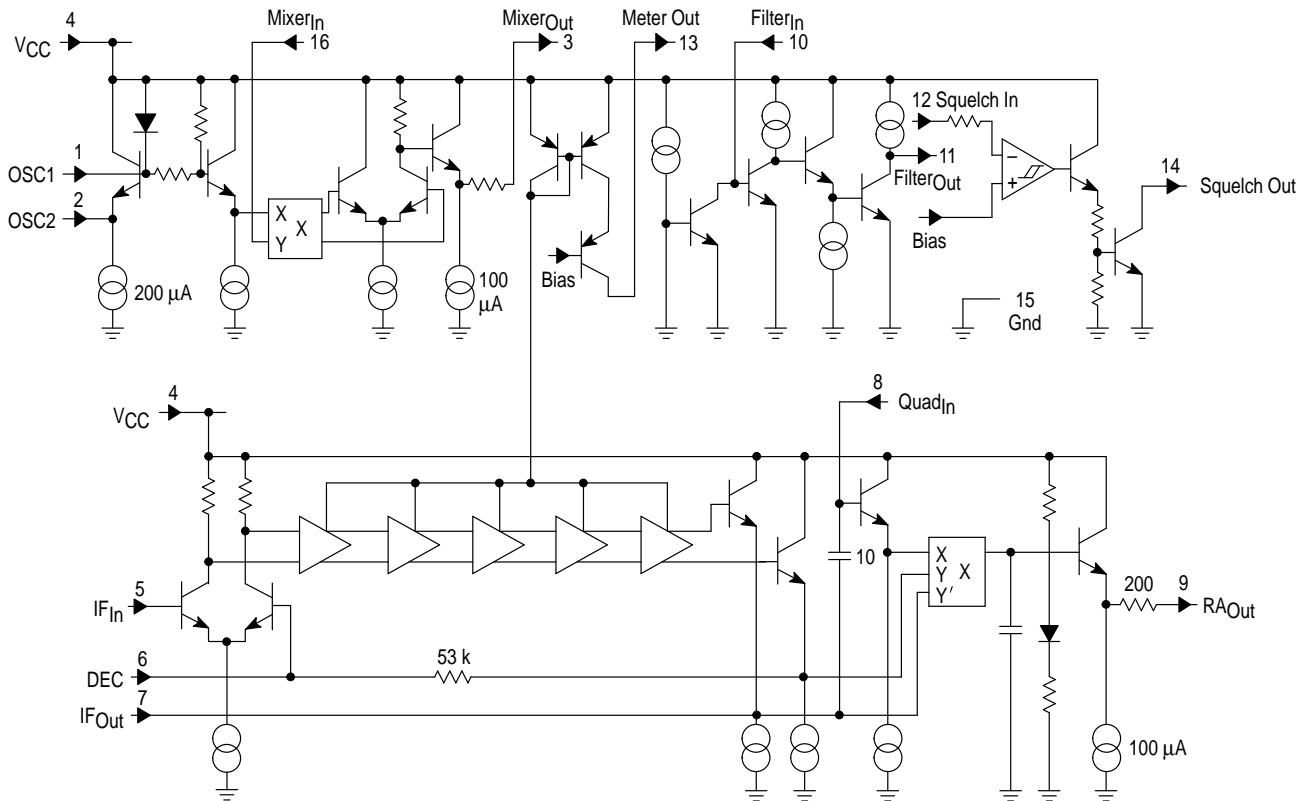 4
VCC
MixerIn
16
MixerOut
3
Meter Out
13
FilterIn
10
12 Squelch In
1
OSC1
2
OSC2
X
Y
X
200 µA
100
µA
Bias
11
FilterOut
Bias
−
+
14
Squelch Out
15
Gnd
4
VCC
8
QuadIn
10
X
Y
Y′
X
5
IFIn
200
9
RAOut
6
DEC
53 k
7
IFOut
100 µA